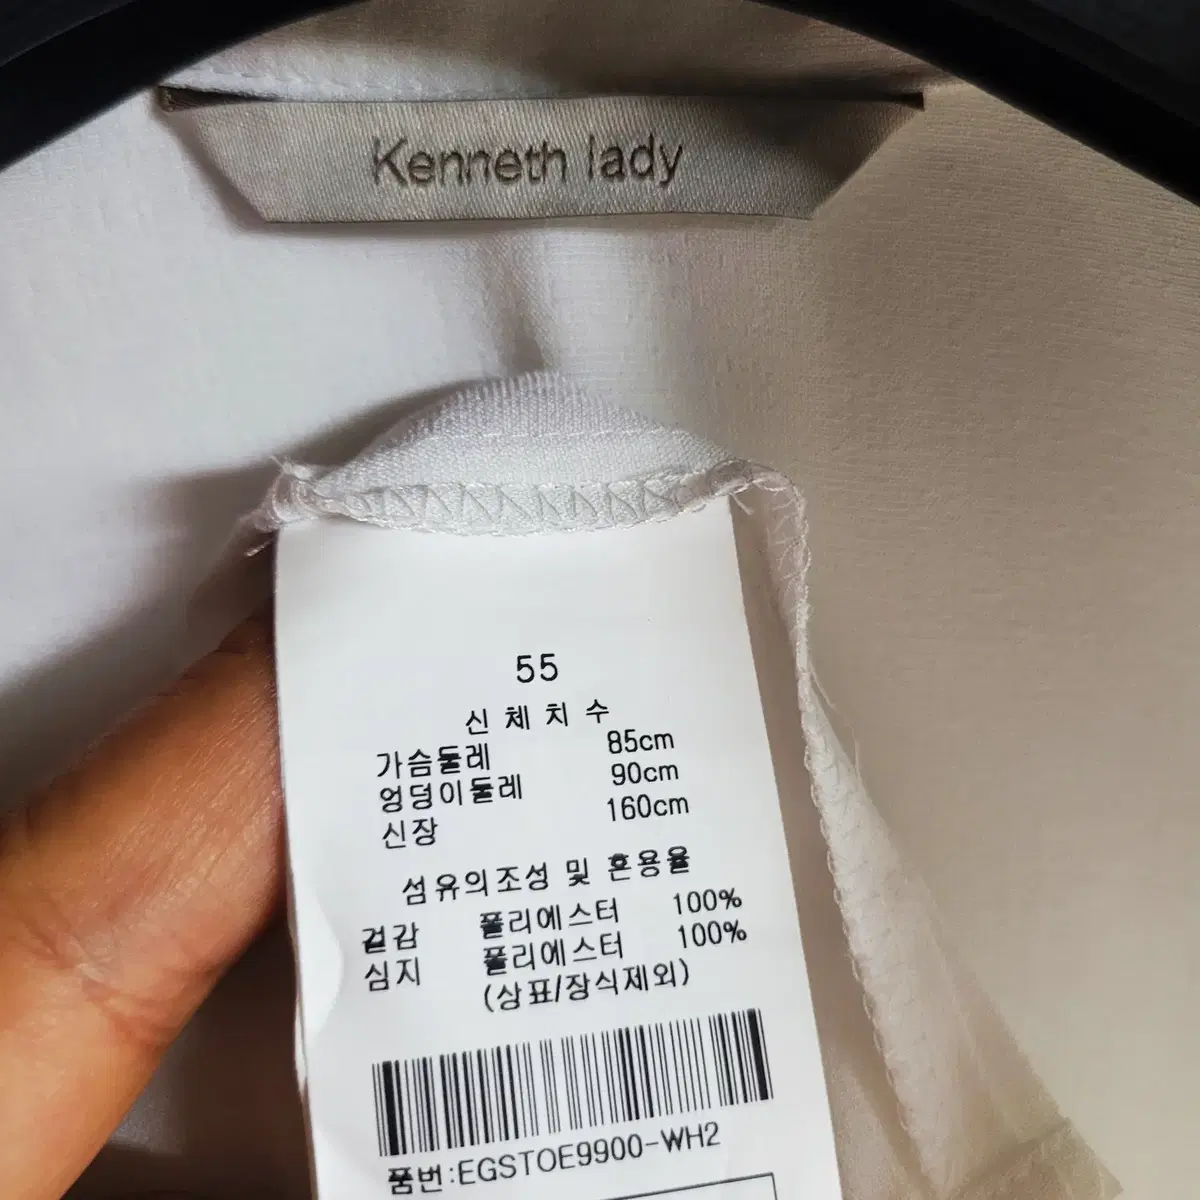 Kenneth lady
55
신체치수
가슴둘레 85cm
엉덩이둘레 90cm
신장 160cm
섬유의조성 및 혼용율
겉감 폴리에스터 100%
심지 폴리에스터 100%
(상표/장식제외)
품번:EGSTOE9900-WH2